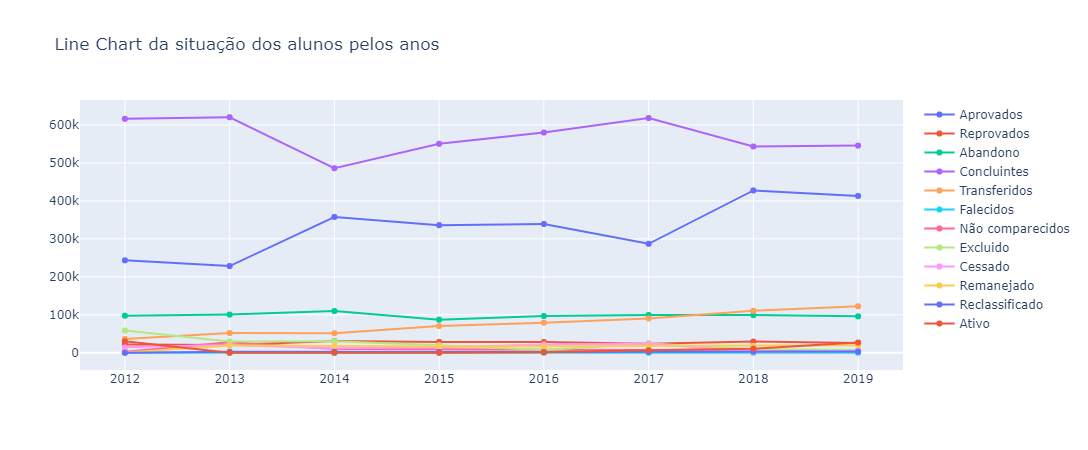 Line Chart da situação dos alunos pelos anos
600k
500k
400k
300k
200k
100k
0
2012 2013 2014 2015 2016 2017 2018 2019
Aprovados
Reprovados
Abandono
Concluintes
Transferidos
Falecidos
Não comparecidos
Excluido
Cessado
Remanejado
Reclassificado
Ativo